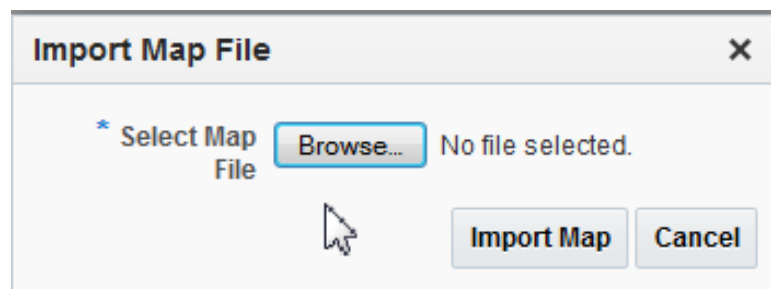 Import Map File ×
* Select Map Browse... No file selected.
File
Import Map Cancel